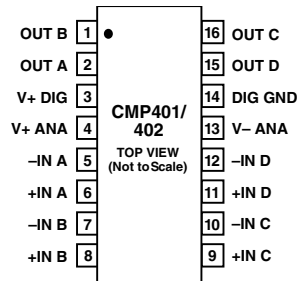 OUT B 1 16 OUT C
OUT A 2 15 OUT D
V+ DIG 3 14 DIG GND
V+ ANA 4 CMP401/ 13 V– ANA
402
–IN A 5 TOP VIEW 12 –IN D
(Not to Scale)
+IN A 6 11 +IN D
–IN B 7 10 –IN C
+IN B 8 9 +IN C